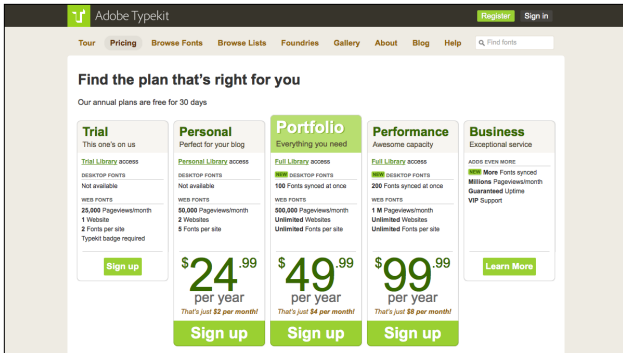 Adobe Typekit
Register Sign in
Tour Pricing Browse Fonts Browse Lists Foundries Gallery About Blog Help Find fonts
Find the plan that's right for you
Our annual plans are free for 30 days
Trial
This one's on us
Trial Library access
DESKTOP FONTS
Not available
WEB FONTS
25,000 Pageviews/month
1 Website
2 Fonts per site
Typekit badge required
Sign up
Personal
Perfect for your blog
Personal Library access
DESKTOP FONTS
Not available
WEB FONTS
50,000 Pageviews/month
2 Websites
5 Fonts per site
$24.99
per year
That's just $2 per month!
Sign up
Portfolio
Everything you need
Full Library access
NEW DESKTOP FONTS
100 Fonts synced at once
WEB FONTS
500,000 Pageviews/month
Unlimited Websites
Unlimited Fonts per site
$49.99
per year
That's just $4 per month!
Sign up
Performance
Awesome capacity
Full Library access
NEW DESKTOP FONTS
200 Fonts synced at once
WEB FONTS
1 M Pageviews/month
Unlimited Websites
Unlimited Fonts per site
$99.99
per year
That's just $8 per month!
Sign up
Business
Exceptional service
ADDS EVEN MORE
NEW More Fonts synced
Millions Pageviews/month
Guaranteed Uptime
VIP Support
Learn More